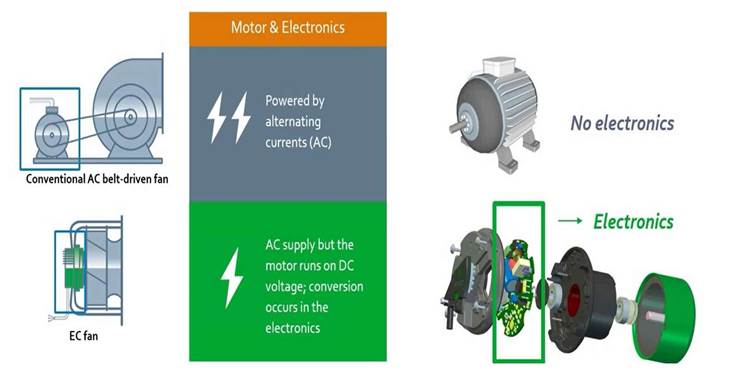 Motor & Electronics
Powered by
alternating
currents (AC)
No electronics
Conventional AC belt-driven fan
AC supply but the
motor runs on DC
voltage; conversion
occurs in the
electronics
Electronics
EC fan